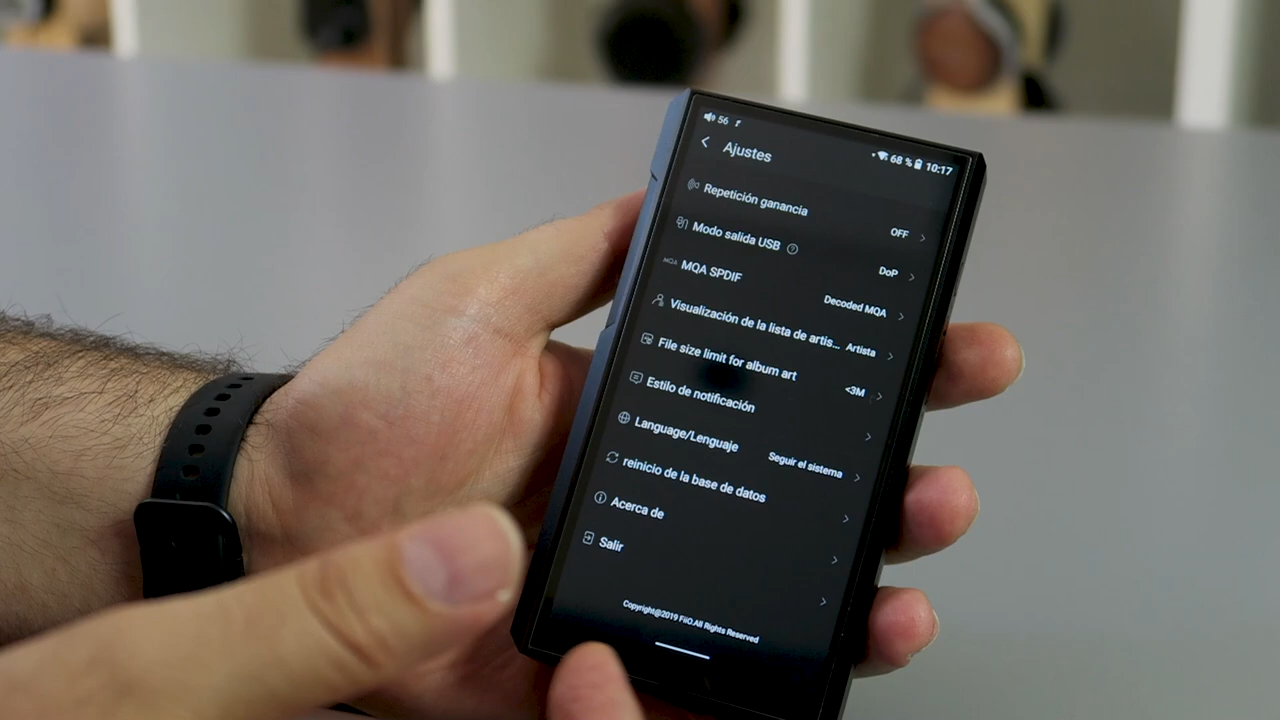 56
68 % 10:17
Ajustes
Repetición ganancia OFF
Modo salida USB ? DoP
MQA MQA SPDIF Decoded MQA
Visualización de la lista de artis... Artista
File size limit for album art <3M
Estilo de notificación
Language/Lenguaje Seguir el sistema
reinicio de la base de datos
Acerca de
Salir
Copyright@2019 FiiO.All Rights Reserved